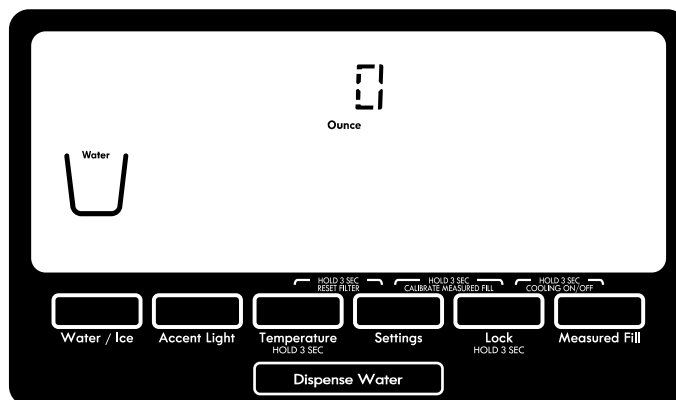 0
Ounce
Water
HOLD 3 SEC HOLD 3 SEC HOLD 3 SEC
RESET FILTER CALIBRATE MEASURED FILL COOLING ON/OFF
Water / Ice Accent Light Temperature Settings Lock Measured Fill
HOLD 3 SEC HOLD 3 SEC
Dispense Water